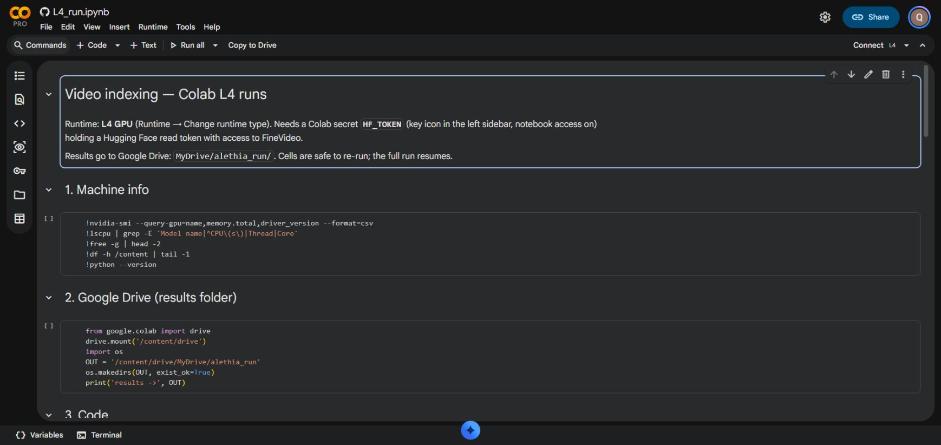 L4_run.ipynb
PRO
File Edit View Insert Runtime Tools Help
Share
Q
Commands + Code + Text Run all Copy to Drive
Connect L4
Video indexing — Colab L4 runs
Runtime: L4 GPU (Runtime → Change runtime type). Needs a Colab secret HF_TOKEN (key icon in the left sidebar, notebook access on)
holding a Hugging Face read token with access to FineVideo.
Results go to Google Drive: MyDrive/alethia_run/ . Cells are safe to re-run; the full run resumes.
1. Machine info
[ ]
!nvidia-smi --query-gpu=name,memory.total,driver_version --format=csv
!lscpu | grep -E 'Model name|^CPU\(s\)|Thread|Core'
!free -g | head -2
!df -h /content | tail -1
!python --version
2. Google Drive (results folder)
[ ]
from google.colab import drive
drive.mount('/content/drive')
import os
OUT = '/content/drive/MyDrive/alethia_run'
os.makedirs(OUT, exist_ok=True)
print('results ->', OUT)
3. Code
Variables Terminal